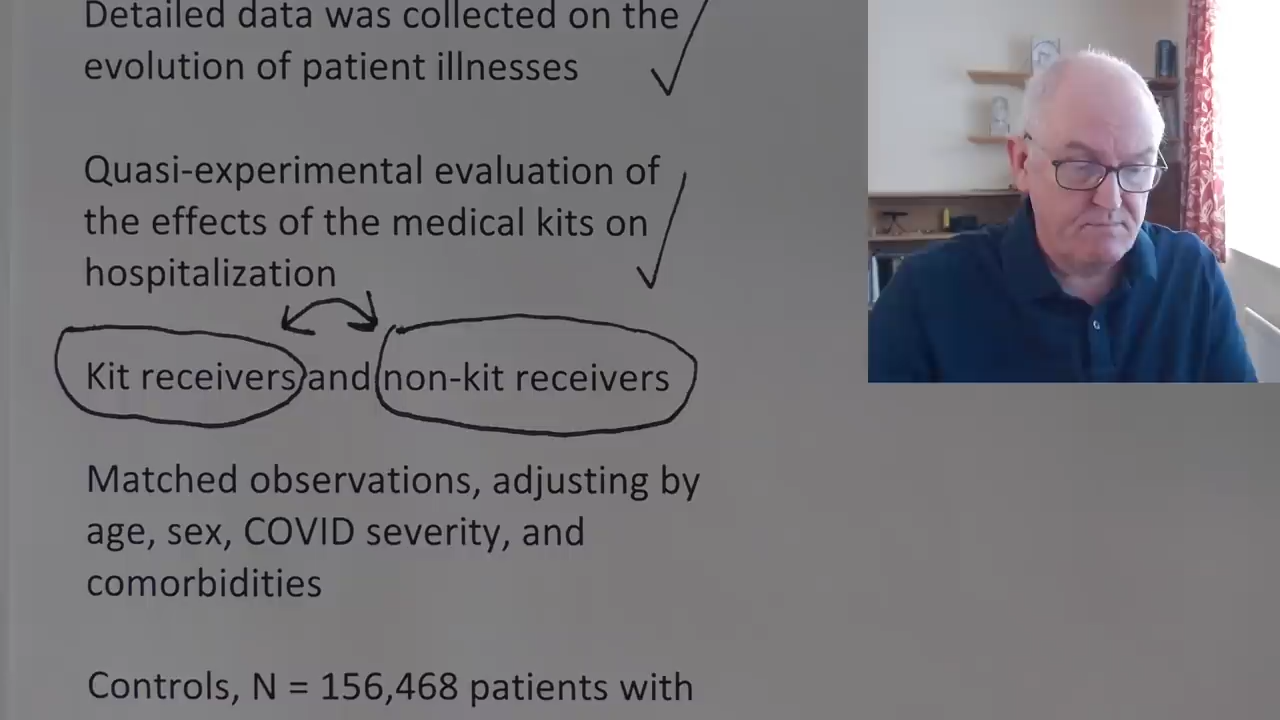 Detailed data was collected on the
evolution of patient illnesses
Quasi-experimental evaluation of
the effects of the medical kits on
hospitalization
Kit receivers and non-kit receivers
Matched observations, adjusting by
age, sex, COVID severity, and
comorbidities
Controls, N = 156,468 patients with